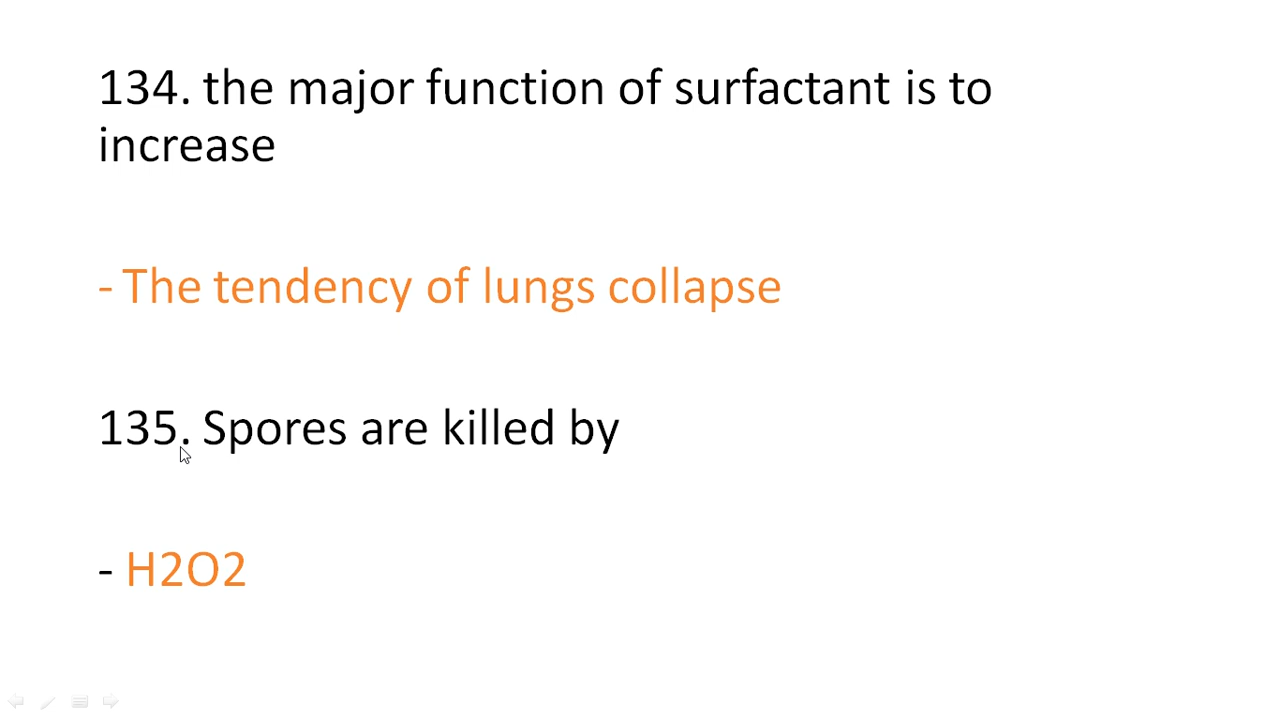 134. the major function of surfactant is to
increase
- The tendency of lungs collapse
135. Spores are killed by
- H2O2